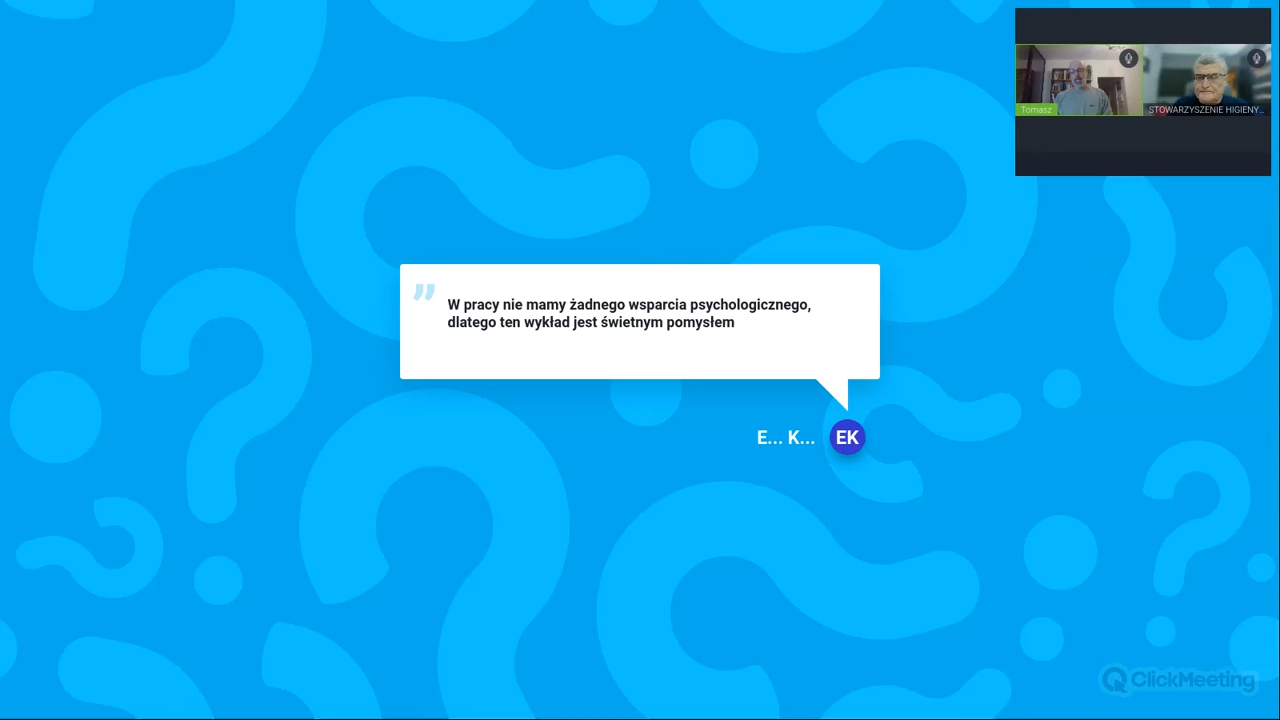 Tomasz
STOWARZYSZENIE HIGIENY...
W pracy nie mamy żadnego wsparcia psychologicznego,
dlatego ten wykład jest świetnym pomysłem
E... K...
EK
ClickMeeting